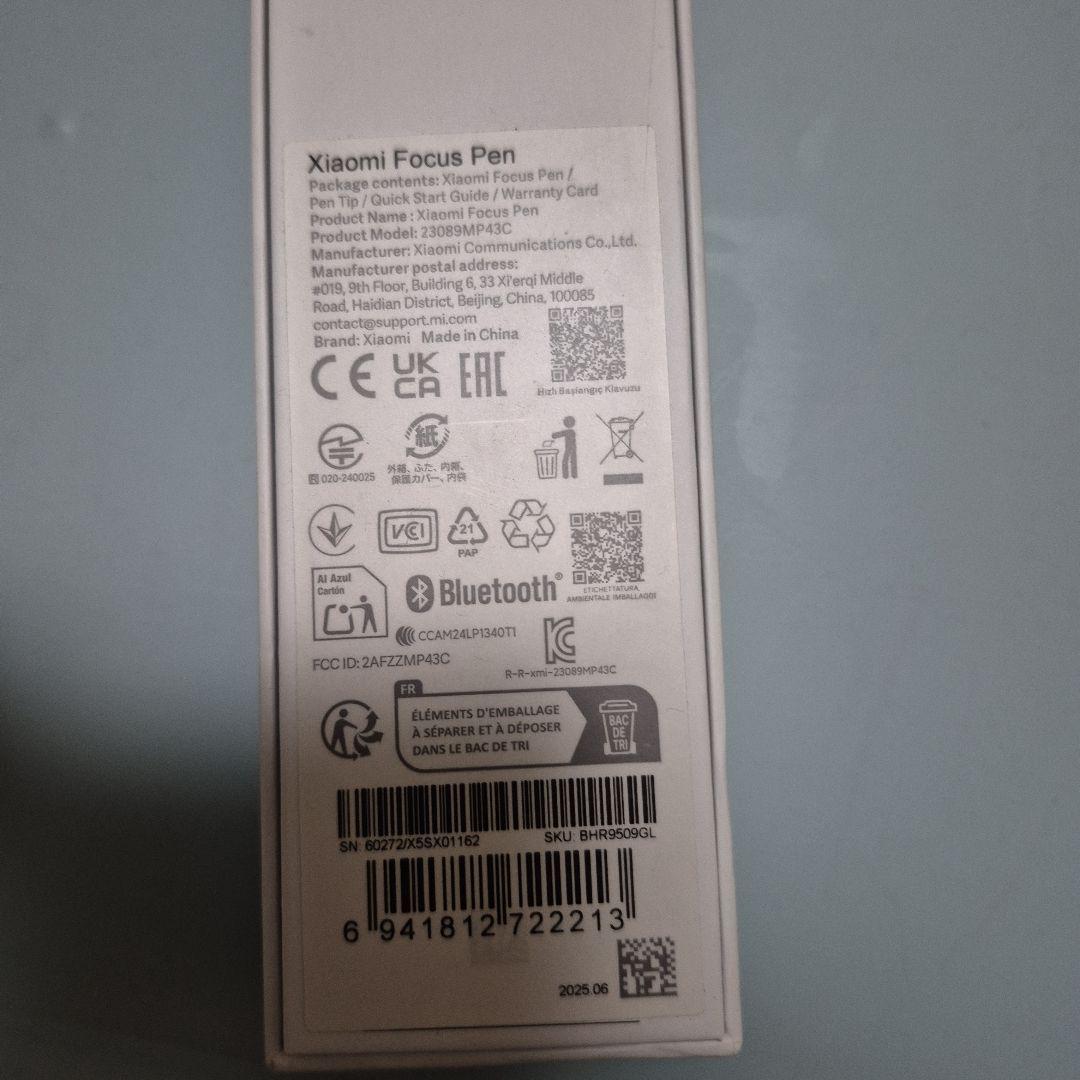 Xiaomi Focus Pen
Package contents: Xiaomi Focus Pen /
Pen Tip / Quick Start Guide / Warranty Card
Product Name : Xiaomi Focus Pen
Product Model: 23089MP43C
Manufacturer: Xiaomi Communications Co.,Ltd.
Manufacturer postal address:
#019, 9th Floor, Building 6, 33 Xi'erqi Middle
Road, Haidian District, Beijing, China, 100085
contact@support.mi.com
Brand: Xiaomi Made in China
CE UK CA EAC
Hızlı Başlangıç Klavuzu
紙
020-240025
外箱、ふた、内箱、
保護カバー、内袋
VCCI
21
PAP
Al Azul
Cartón
Bluetooth®
ETICHETTATURA
AMBIENTALE IMBALLAGGI
CCAM24LP1340T1
FCC ID: 2AFZZMP43C
R-R-xmi-23089MP43C
FR
ÉLÉMENTS D'EMBALLAGE
À SÉPARER ET À DÉPOSER
DANS LE BAC DE TRI
BAC
DE
TRI
SN: 60272/X5SX01162 SKU: BHR9509GL
6 941812 722213
2025.06